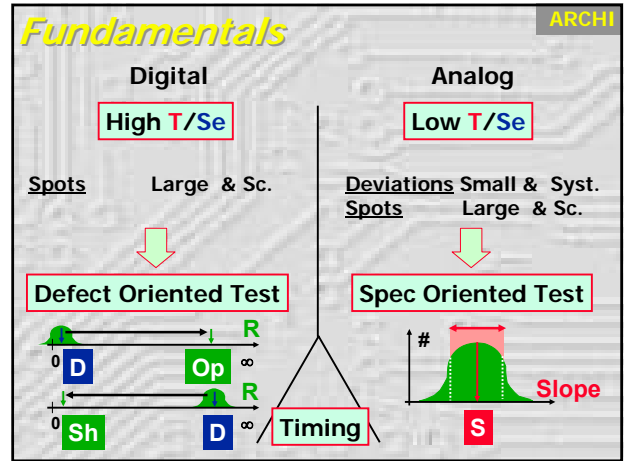 Fundamentals
ARCHI
Digital
High T/Se
Spots Large & Sc.
Defect Oriented Test
R
0 D Op ∞
R
0 Sh D ∞
Analog
Low T/Se
Deviations Small & Syst.
Spots Large & Sc.
Spec Oriented Test
#
Slope
S
Timing